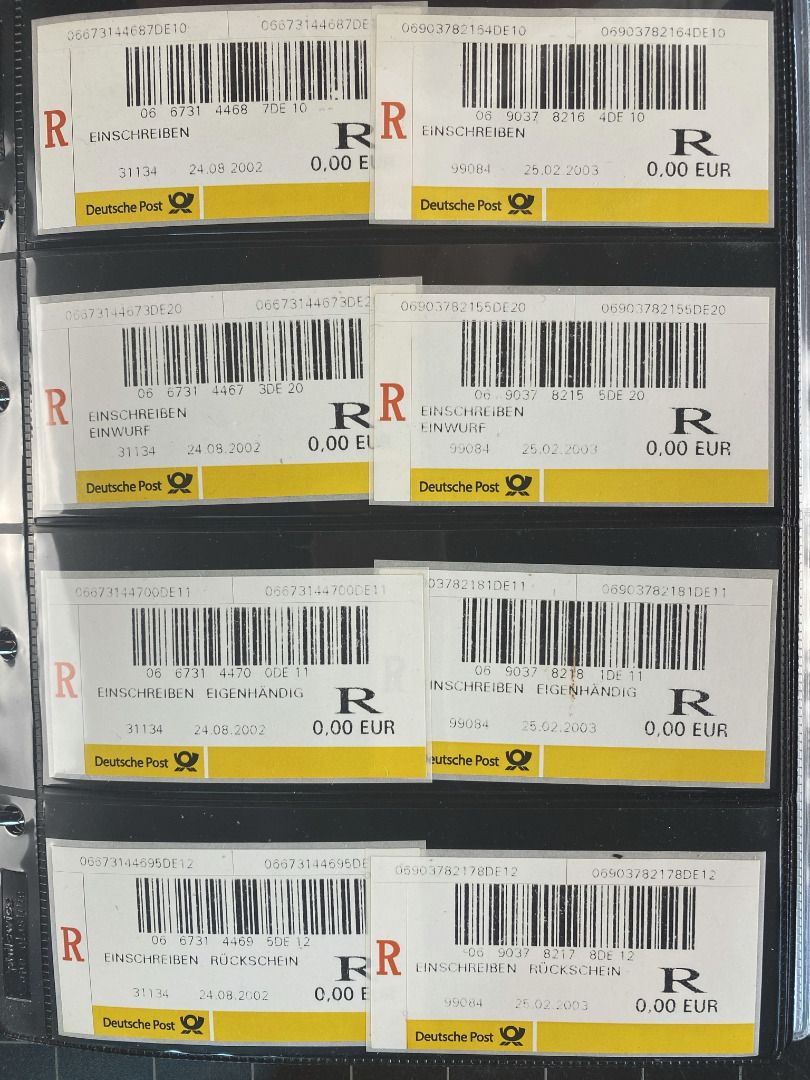 06673144687DE10 06673144687DE
06 6731 4468 7DE 10
R
EINSCHREIBEN
R
31134 24.08.2002 0,00 E
Deutsche Post
06903782164DE10 06903782164DE10
06 9037 8216 4DE 10
R
EINSCHREIBEN
R
99084 25.02.2003 0,00 EUR
Deutsche Post
06673144673DE20 06673144673DE2
06 6731 4467 3DE 20
R
EINSCHREIBEN
EINWURF
R
31134 24.08.2002 0,00 EU
Deutsche Post
06903782155DE20 06903782155DE20
06 9037 8215 5DE 20
R
EINSCHREIBEN
EINWURF
R
99084 25.02.2003 0,00 EUR
Deutsche Post
06673144700DE11 06673144700DE11
06 6731 4470 0DE 11
R
EINSCHREIBEN EIGENHÄNDIG
R
31134 24.08.2002 0,00 EUR
Deutsche Post
03782181DE11 06903782181DE11
06 9037 8218 1DE 11
INSCHREIBEN EIGENHÄNDIG
R
99084 25.02.2003 0,00 EUR
eutsche Post
06673144695DE12 06673144695DE
06 6731 4469 5DE 12
R
EINSCHREIBEN RÜCKSCHEIN
R
31134 24.08.2002 0,00 E
Deutsche Post
06903782178DE12 06903782178DE12
06 9037 8217 8DE 12
R
EINSCHREIBEN RÜCKSCHEIN
R
99084 25.02.2003 0,00 EUR
Deutsche Post